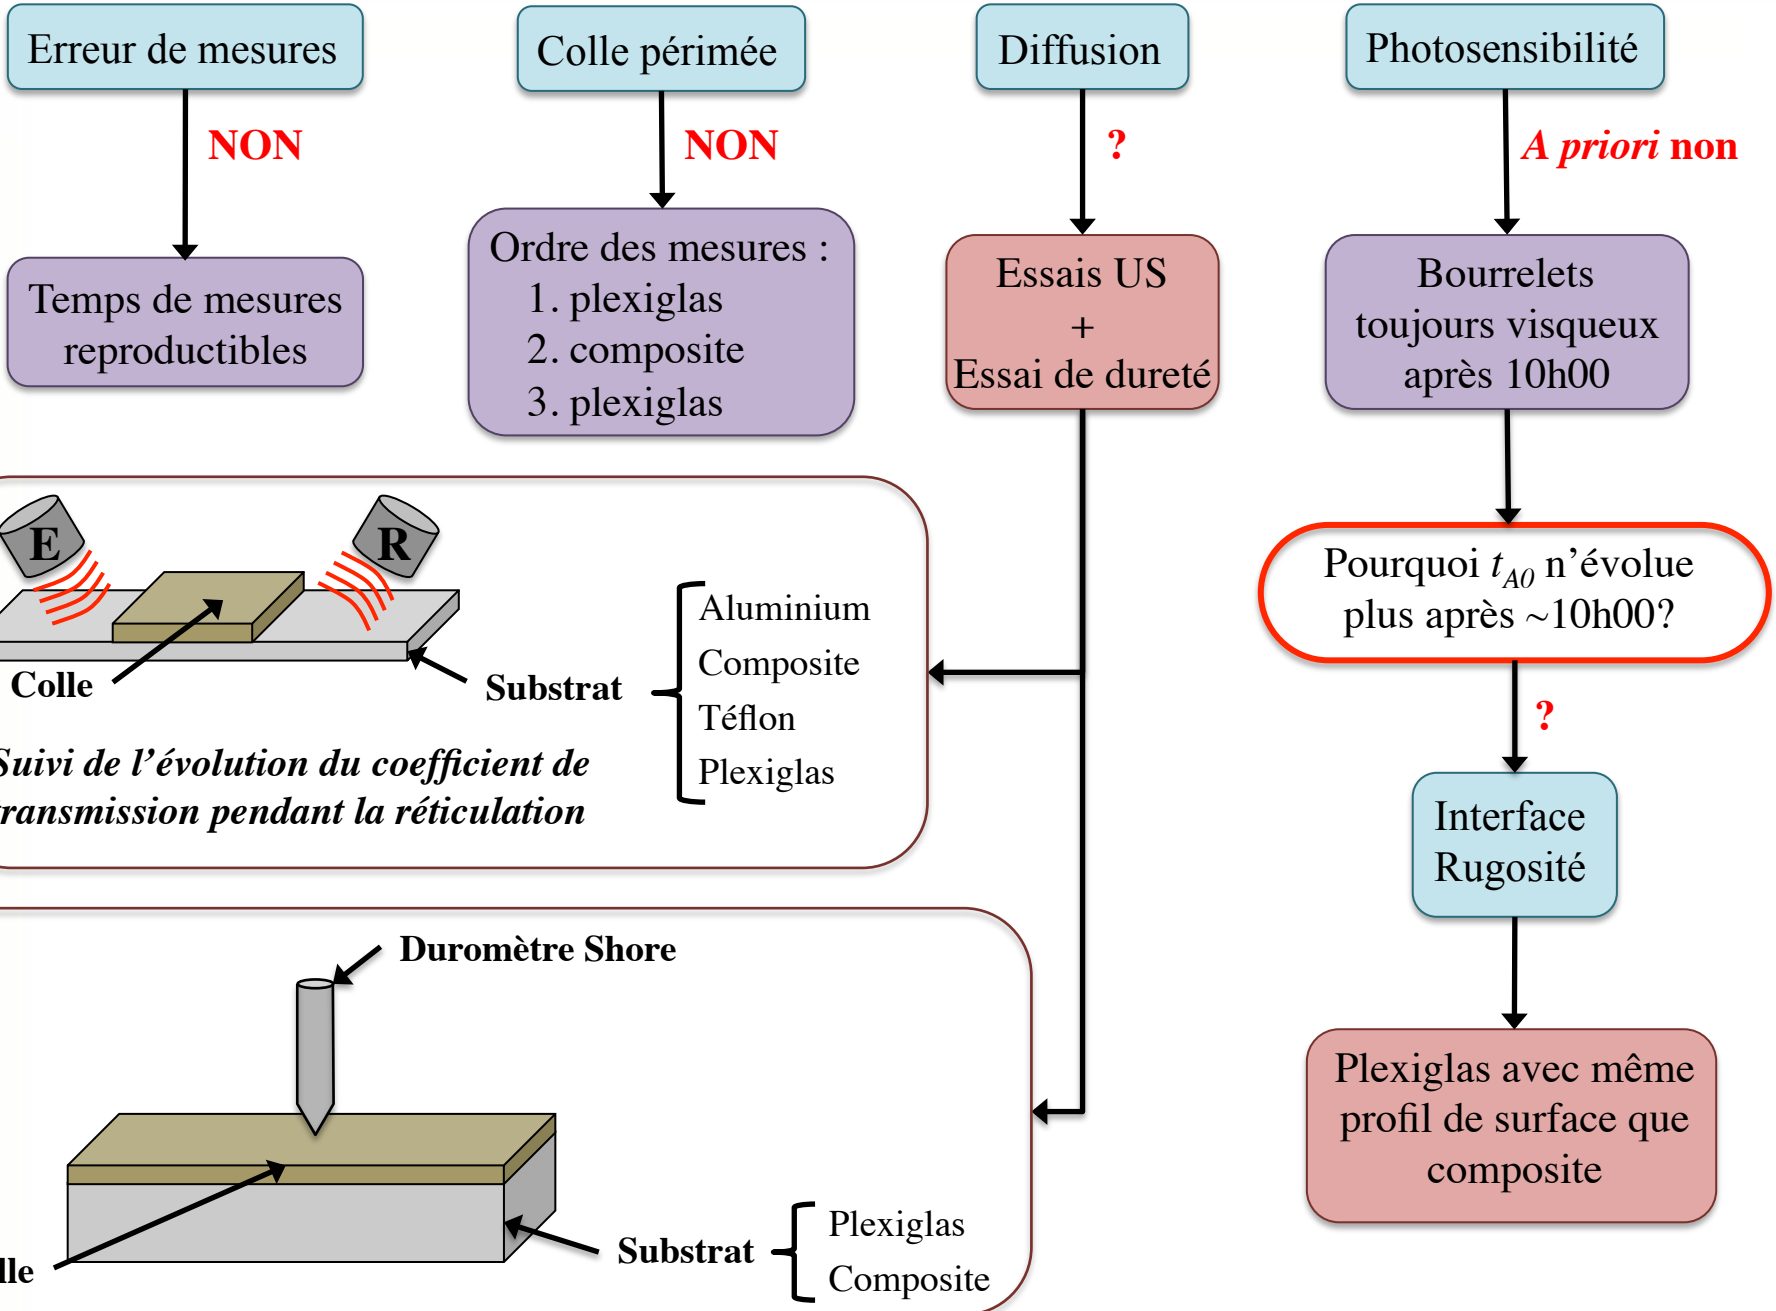 Erreur de mesures
Colle périmée
Diffusion
Photosensibilité
NON
NON
?
A priori non
Temps de mesures
reproductibles
Ordre des mesures :
1. plexiglas
2. composite
3. plexiglas
Essais US
+
Essai de dureté
Bourrelets
toujours visqueux
après 10h00
Pourquoi tA0 n’évolue
plus après ~10h00?
?
Interface
Rugosité
Plexiglas avec même
profil de surface que
composite
E
R
Colle
Substrat
Aluminium
Composite
Téflon
Plexiglas
Suivi de l’évolution du coefficient de
transmission pendant la réticulation
Duromètre Shore
lle
Substrat
Plexiglas
Composite